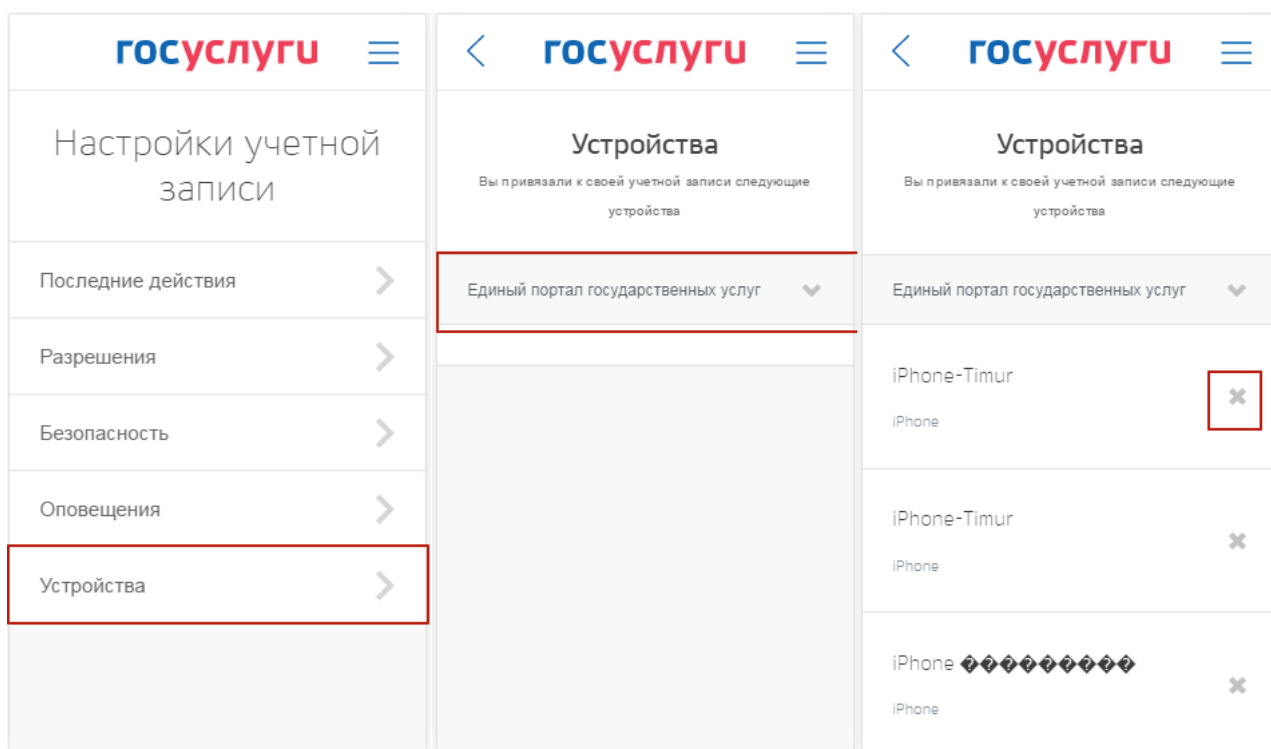 госуслуги
Настройки учетной
записи
Последние действия
Разрешения
Безопасность
Оповещения
Устройства
госуслуги
Устройства
Вы привязали к своей учетной записи следующие
устройства
Единый портал государственных услуг
госуслуги
Устройства
Вы привязали к своей учетной записи следующие
устройства
Единый портал государственных услуг
iPhone-Timur
iPhone
iPhone-Timur
iPhone
iPhone ����������
iPhone